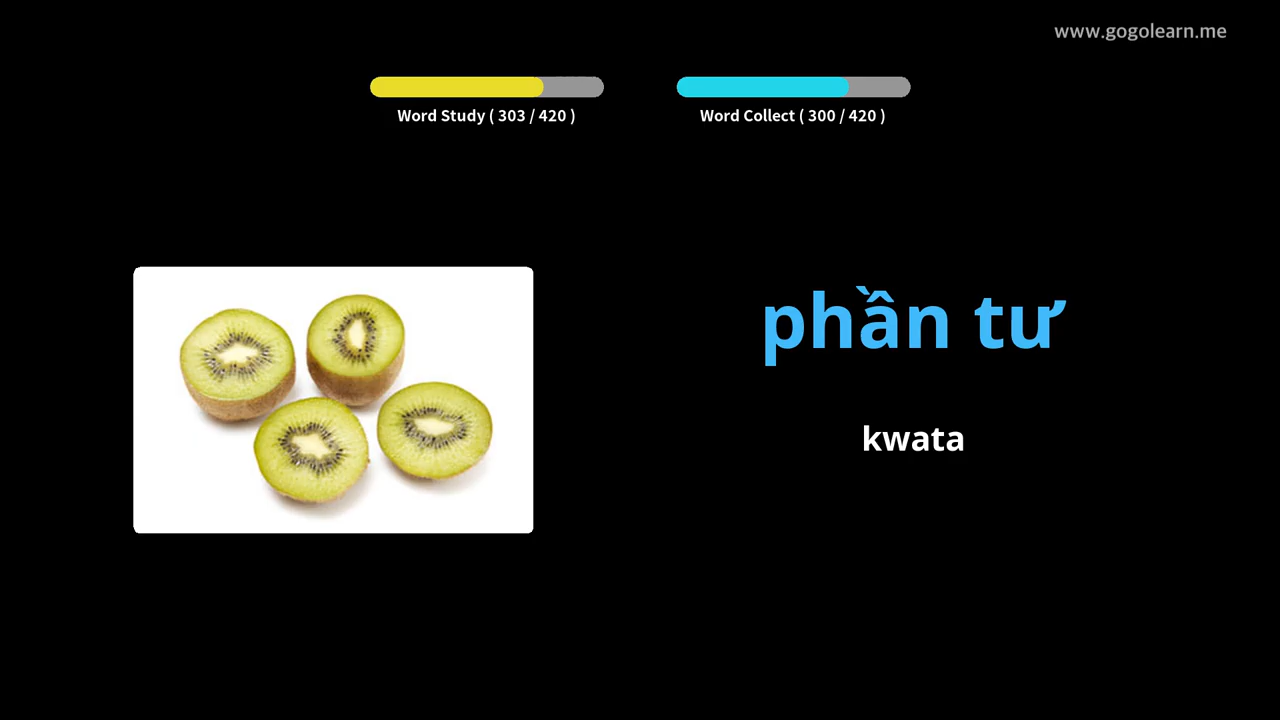 www.gogolearn.me
Word Study ( 303 / 420 )
Word Collect ( 300 / 420 )
phần tư
kwata